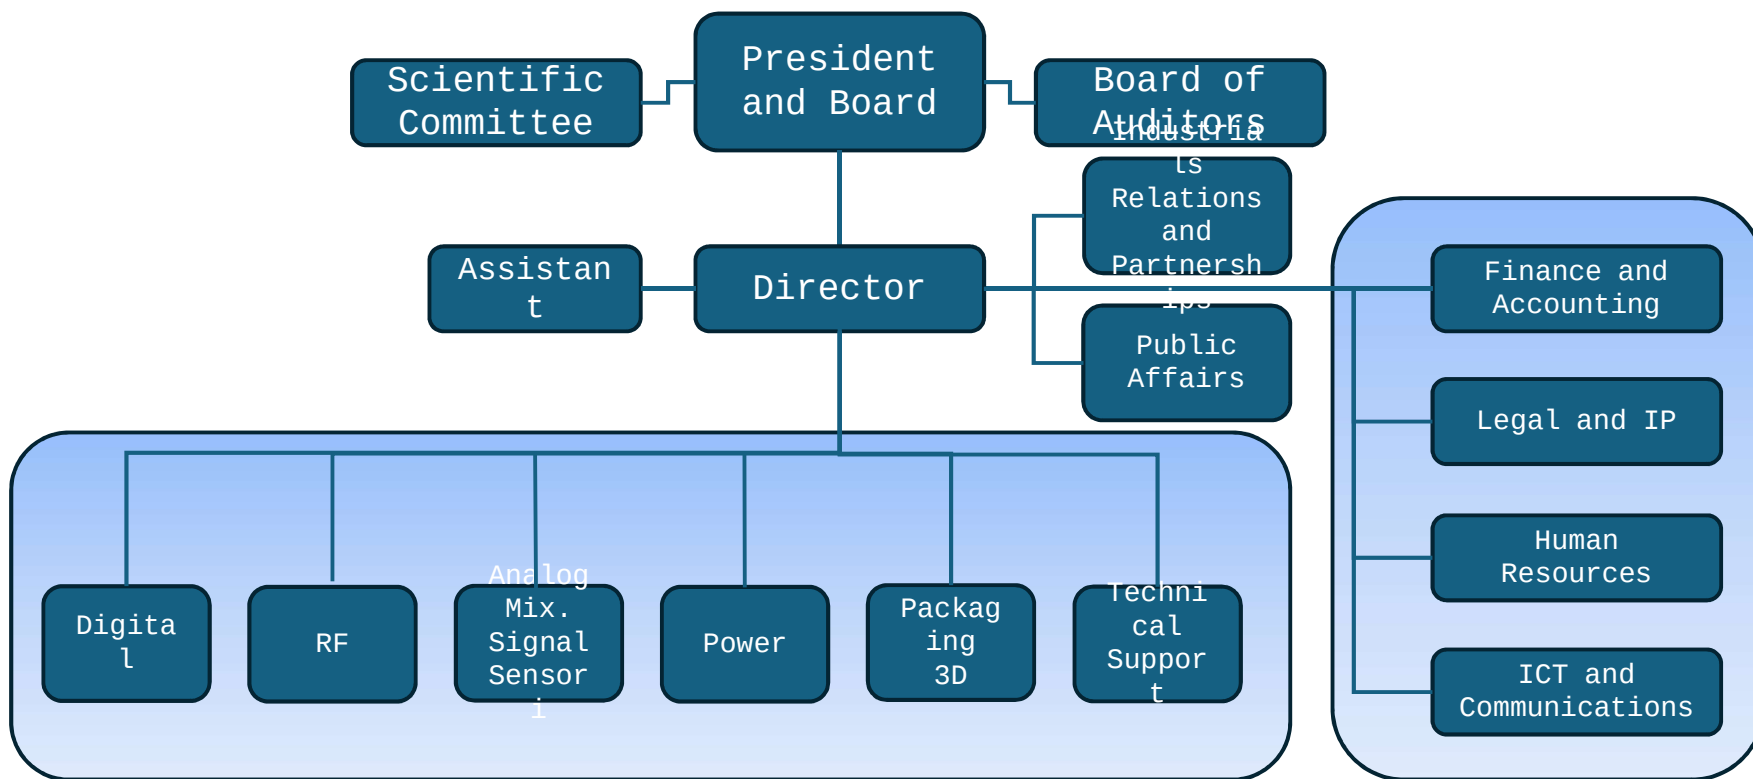 President
and Board
Scientific
Committee
Board of
Auditors
Industria
ls
Relations
and
Partnersh
ips
Assistan
t
Director
Public
Affairs
Finance and
Accounting
Legal and IP
Human
Resources
ICT and
Communications
Digita
l
RF
Analog
Mix.
Signal
Sensor
i
Power
Packag
ing
3D
Techni
cal
Suppor
t